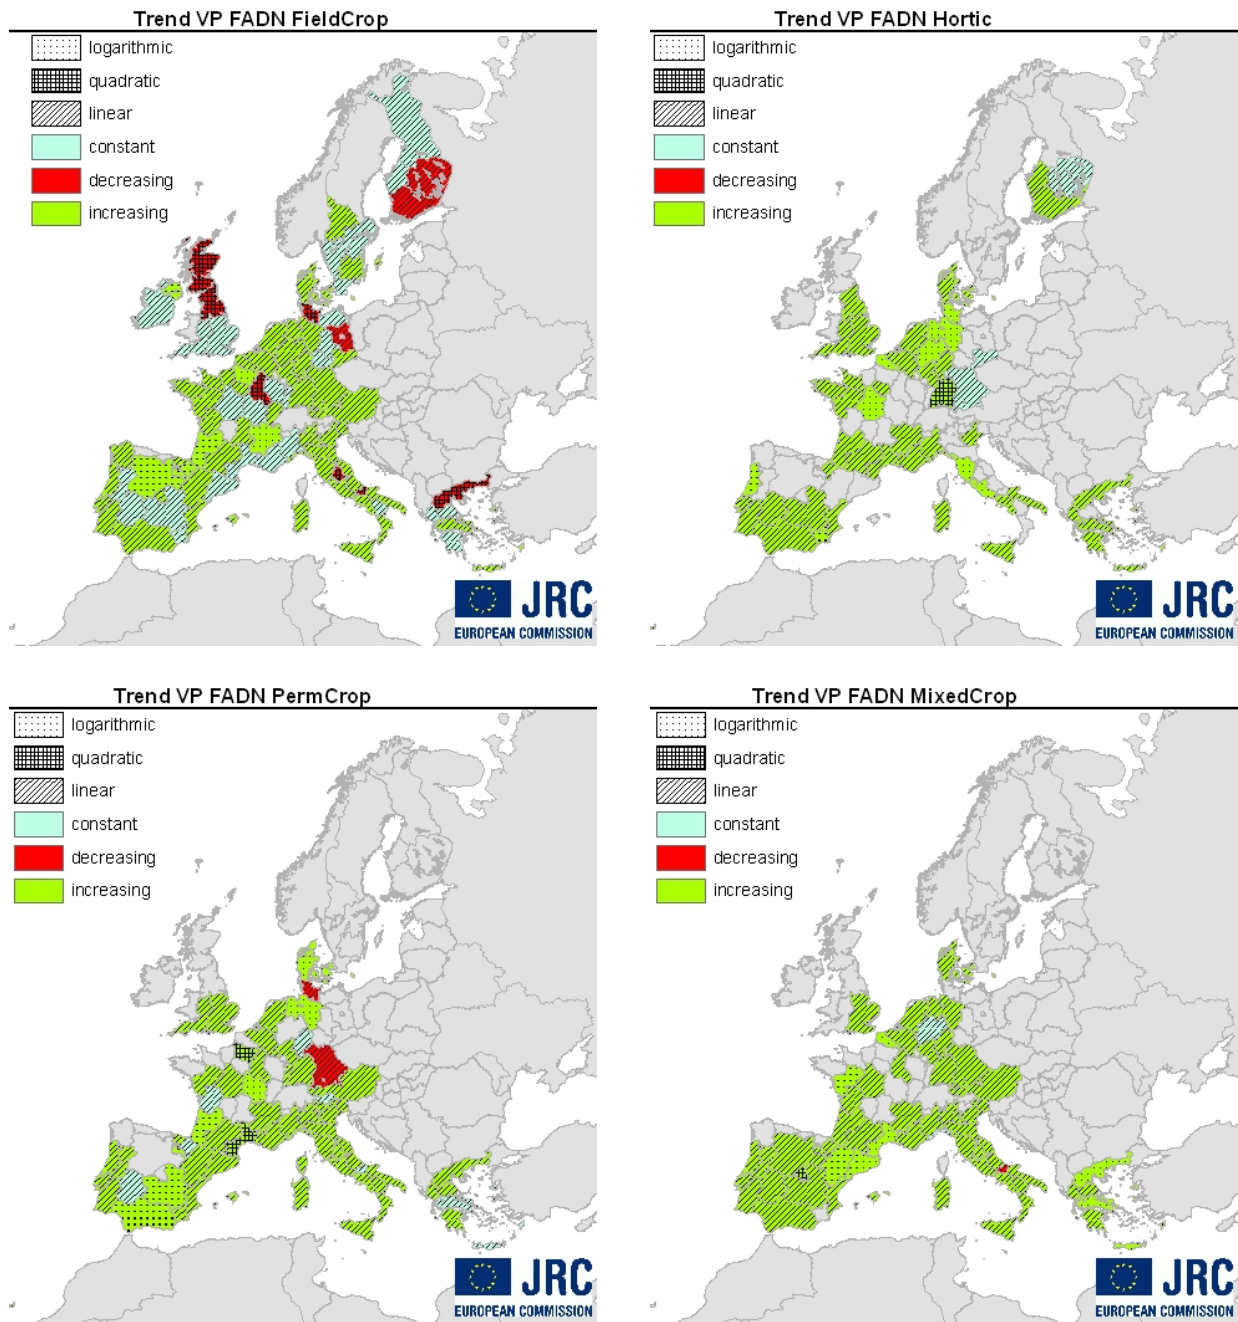 Trend VP FADN FieldCrop
logarithmic
quadratic
linear
constant
decreasing
increasing
JRC
EUROPEAN COMMISSION
Trend VP FADN Hortic
logarithmic
quadratic
linear
constant
decreasing
increasing
JRC
EUROPEAN COMMISSION
Trend VP FADN PermCrop
logarithmic
quadratic
linear
constant
decreasing
increasing
JRC
EUROPEAN COMMISSION
Trend VP FADN MixedCrop
logarithmic
quadratic
linear
constant
decreasing
increasing
JRC
EUROPEAN COMMISSION